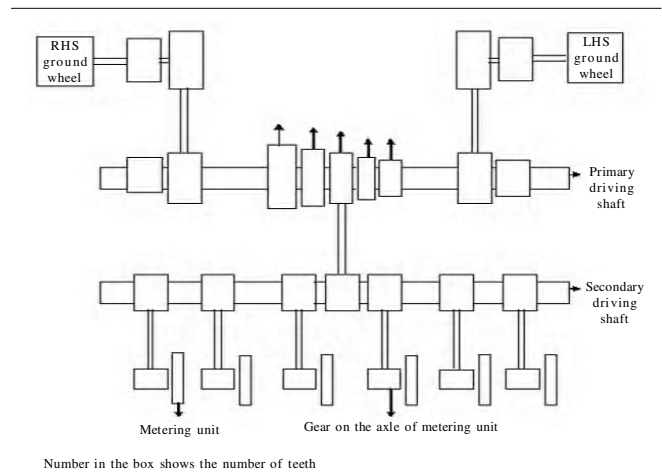 RHS
ground
wheel
LHS
ground
wheel
Primary
driving
shaft
Secondary
driving
shaft
Metering unit
Gear on the axle of metering unit
Number in the box shows the number of teeth